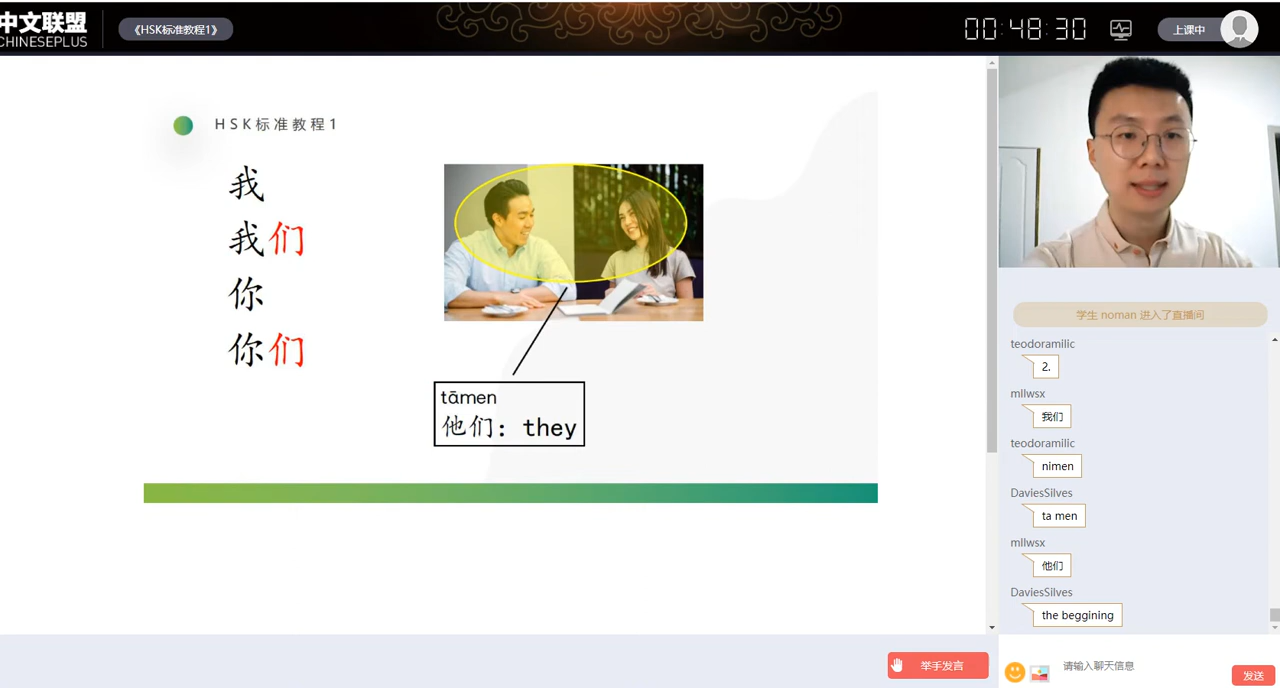 中文联盟
CHINESEPLUS
《HSK标准教程1》
00:48:30
上课中
HSK标准教程1
我
我们
你
你们
tāmen
他们：they
学生 noman 进入了直播间
teodoramilic
2.
mllwsx
我们
teodoramilic
nimen
DaviesSilves
ta men
mllwsx
他们
DaviesSilves
the beggining
举手发言
请输入聊天信息
发送